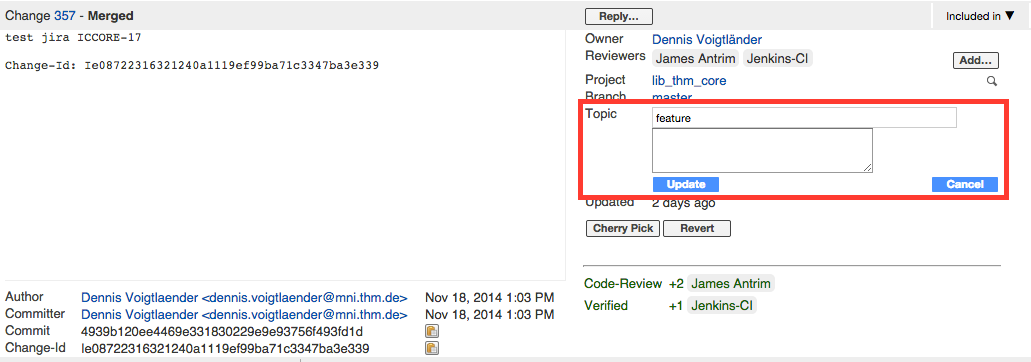 Change 357 - Merged
Reply...
Included in ▼
test jira ICCORE-17
Change-Id: Ie08722316321240a1119ef99ba71c3347ba3e339
Owner Dennis Voigtländer
Reviewers James Antrim Jenkins-CI
Add...
Project lib_thm_core
Branch master
Topic feature
Update Cancel
Updated 2 days ago
Cherry Pick Revert
Code-Review +2 James Antrim
Verified +1 Jenkins-CI
Author Dennis Voigtlaender <dennis.voigtlaender@mni.thm.de> Nov 18, 2014 1:03 PM
Committer Dennis Voigtlaender <dennis.voigtlaender@mni.thm.de> Nov 18, 2014 1:03 PM
Commit 4939b120ee4469e331830229e9e93756f493fd1d
Change-Id Ie08722316321240a1119ef99ba71c3347ba3e339